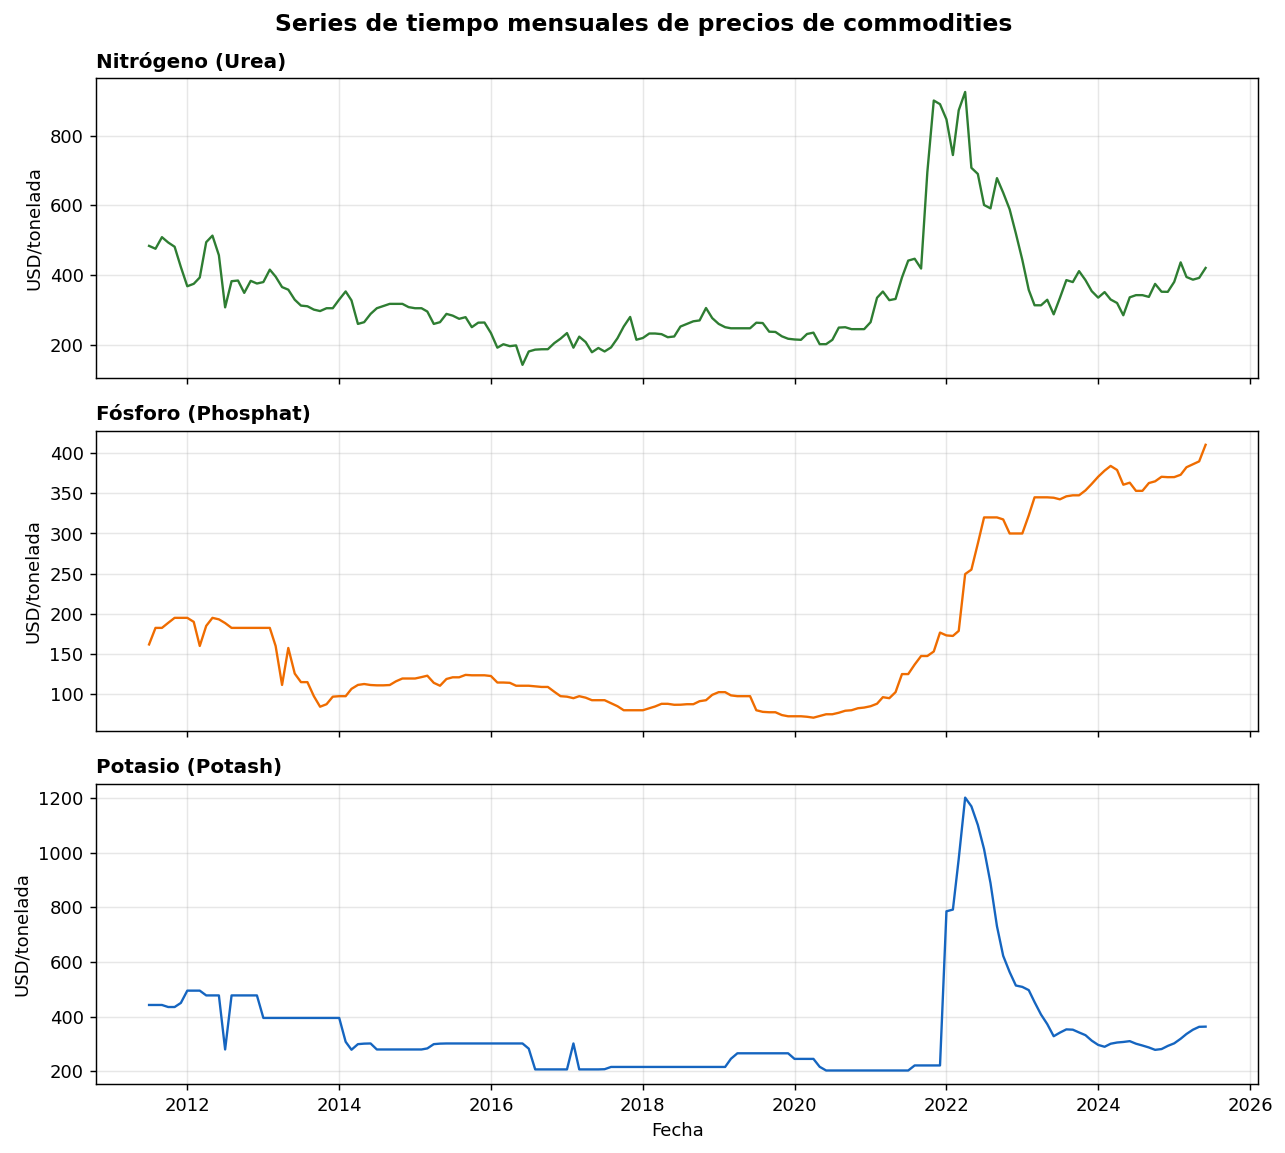 Series de tiempo mensuales de precios de commodities
Nitrógeno (Urea)
USD/tonelada
800
600
400
200
Fósforo (Phosphat)
USD/tonelada
400
350
300
250
200
150
100
Potasio (Potash)
USD/tonelada
1200
1000
800
600
400
200
2012 2014 2016 2018 2020 2022 2024 2026
Fecha